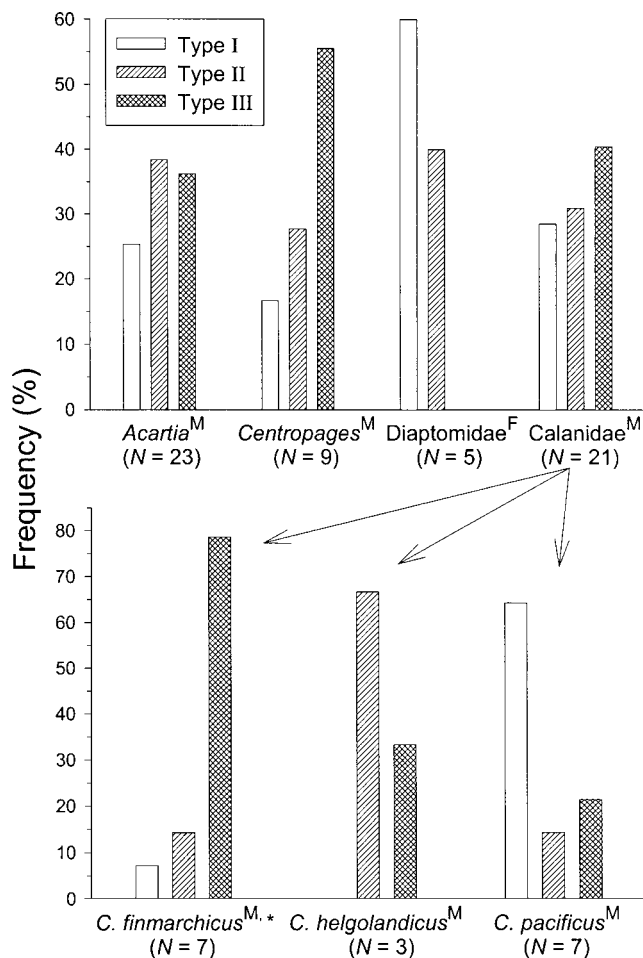 Frequency (%)
60
50
40
30
20
10
0
Type I
Type II
Type III
Acartia^M Centropages^M Diaptomidae^F Calanidae^M
(N = 23) (N = 9) (N = 5) (N = 21)
80
70
60
50
40
30
20
10
0
C. finmarchicus^M, * C. helgolandicus^M C. pacificus^M
(N = 7) (N = 3) (N = 7)